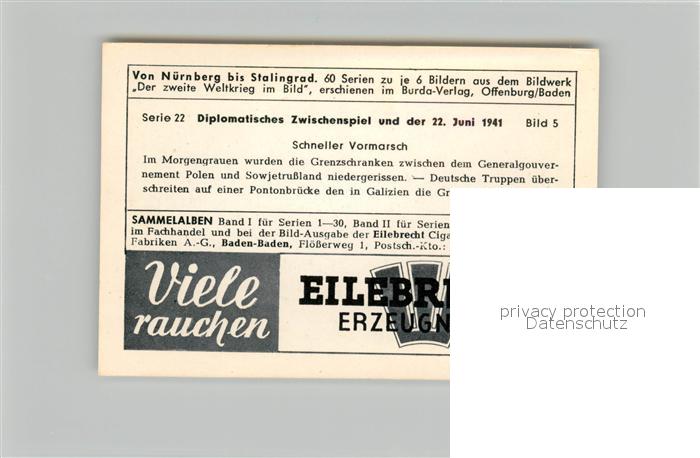 Von Nürnberg bis Stalingrad. 60 Serien zu je 6 Bildern aus dem Bildwerk
„Der zweite Weltkrieg im Bild", erschienen im Burda-Verlag, Offenburg/Baden
Serie 22 Diplomatisches Zwischenspiel und der 22. Juni 1941 Bild 5
Schneller Vormarsch
Im Morgengrauen wurden die Grenzschranken zwischen dem Generalgouver-
nement Polen und Sowjetrußland niedergerissen. — Deutsche Truppen über-
schreiten auf einer Pontonbrücke den in Galizien die Gr
SAMMELALBEN Band I für Serien 1—30, Band II für Serien
im Fachhandel und bei der Bild-Ausgabe der Eilebrecht Ciga
Fabriken A.-G., Baden-Baden, Flößerweg 1, Postsch.-Kto.:
Viele
rauchen
EILEBR
ERZEUGN
privacy protection
Datenschutz